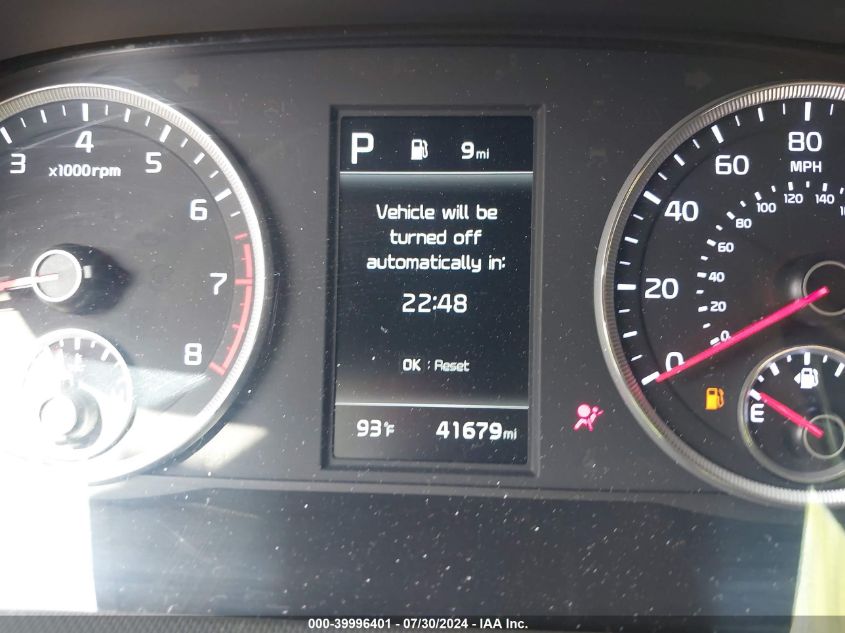 P 9mi
Vehicle will be
turned off
automatically in:
22:48
OK : Reset
93°F 41679mi
3 4 5 6 7 8
x1000rpm
0 20 40 60 80
MPH
0 20 40 60 80 100 120 140
E
000-39996401 / 07/30/2024 - IAA Inc.